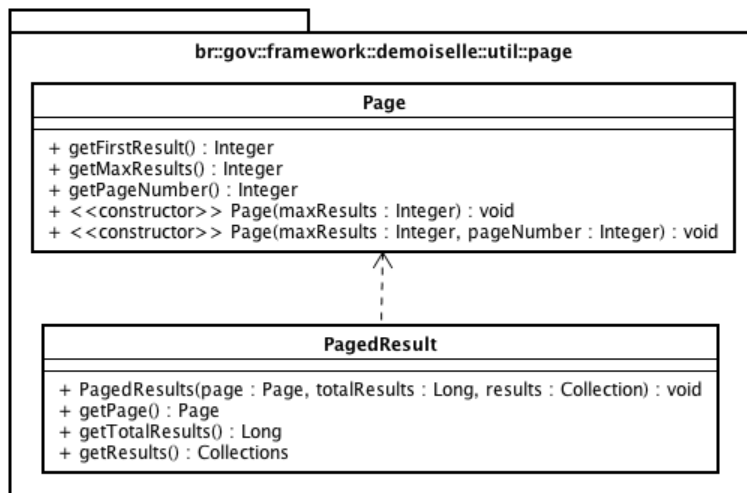 br::gov::framework::demoiselle::util::page
Page
+ getFirstResult() : Integer
+ getMaxResults() : Integer
+ getPageNumber() : Integer
+ <<constructor>> Page(maxResults : Integer) : void
+ <<constructor>> Page(maxResults : Integer, pageNumber : Integer) : void
PagedResult
+ PagedResults(page : Page, totalResults : Long, results : Collection) : void
+ getPage() : Page
+ getTotalResults() : Long
+ getResults() : Collections